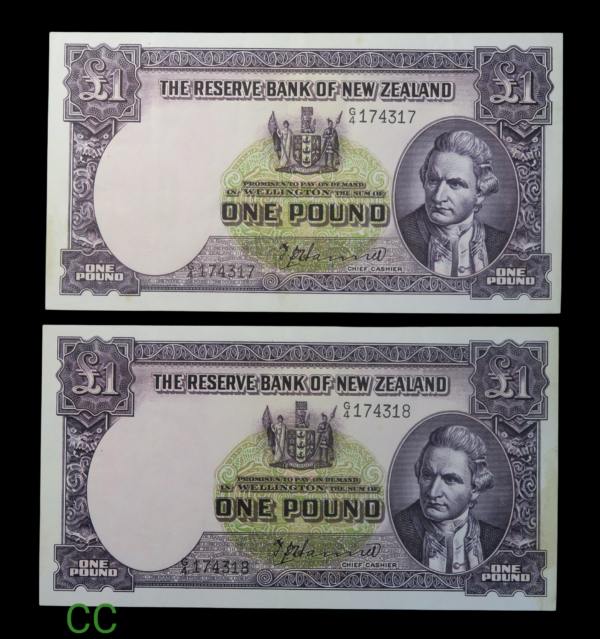 £1 £1
THE RESERVE BANK OF NEW ZEALAND
G/4 174317
PROMISES TO PAY ON DEMAND
IN WELLINGTON THE SUM OF
ONE POUND
G/4 174317
CHIEF CASHIER
ONE POUND
ONE POUND
£1 £1
THE RESERVE BANK OF NEW ZEALAND
G/4 174318
PROMISES TO PAY ON DEMAND
IN WELLINGTON THE SUM OF
ONE POUND
G/4 174318
CHIEF CASHIER
ONE POUND
ONE POUND
CC